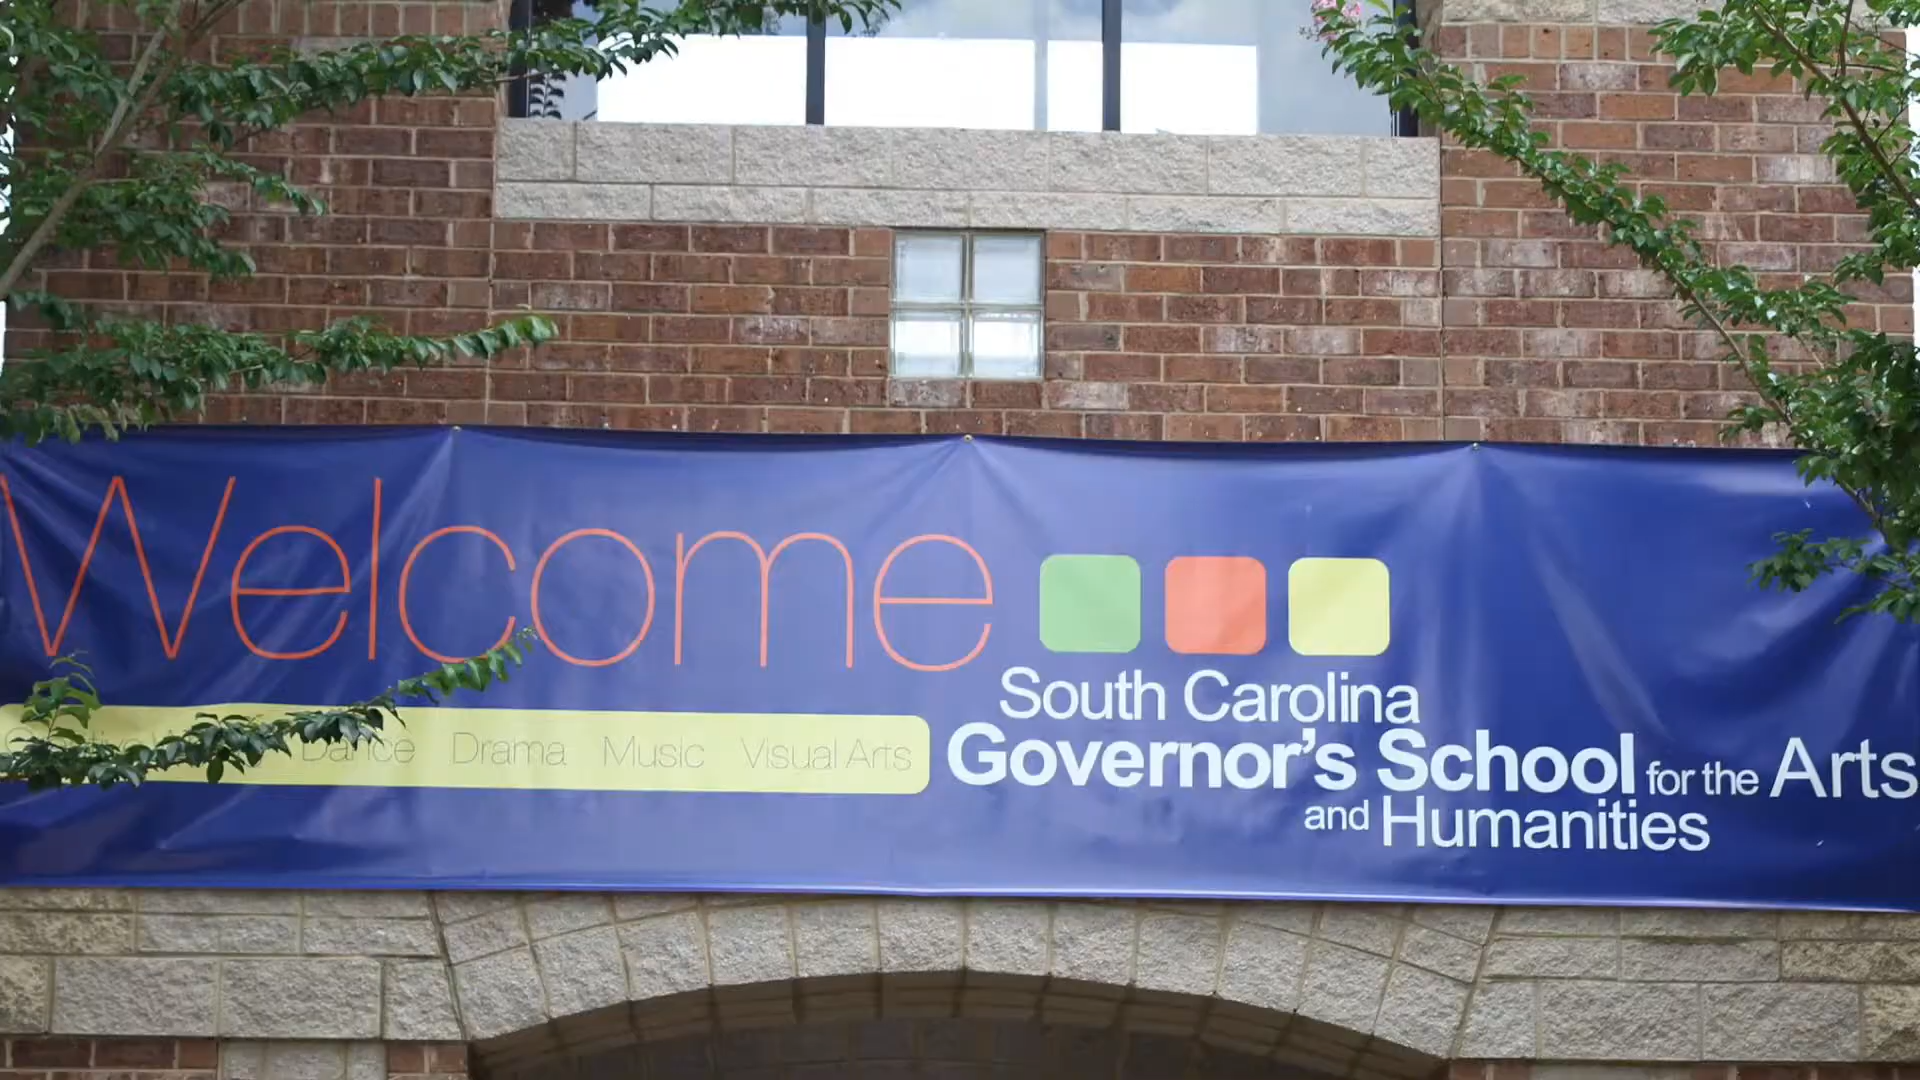 Welcome
Dance Drama Music Visual Arts
South Carolina
Governor's School for the Arts
and Humanities